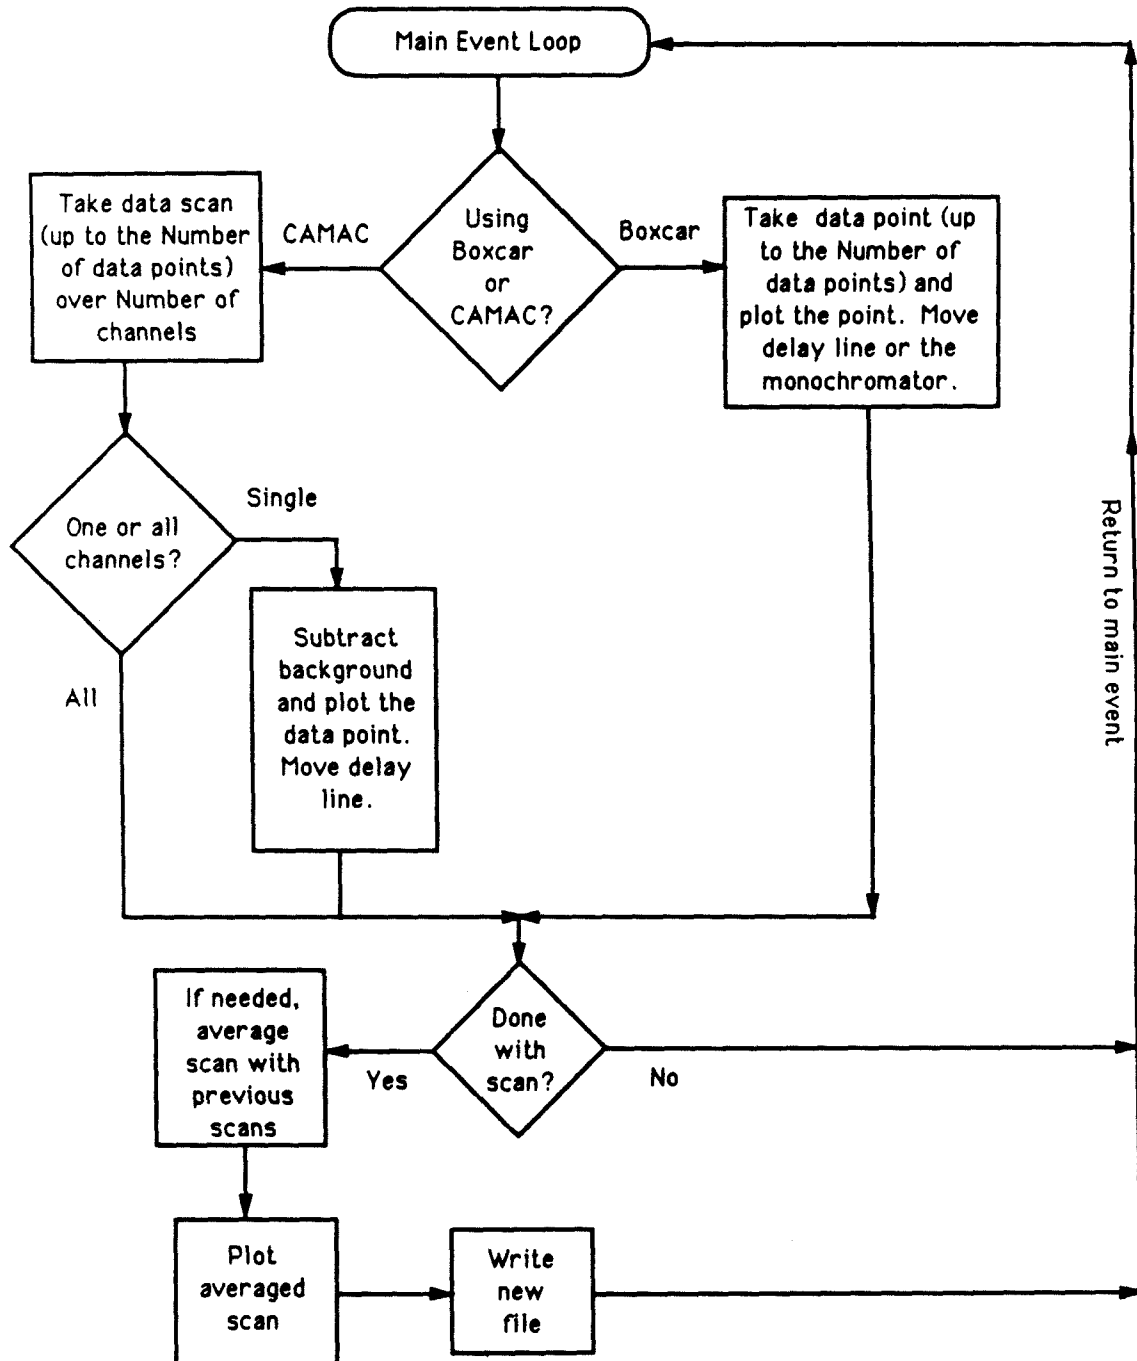 Main Event Loop
Take data scan
(up to the Number
of data points)
over Number of
channels
CAMAC
Using
Boxcar
or
CAMAC?
Boxcar
Take data point (up
to the Number of
data points) and
plot the point. Move
delay line or the
monochromator.
One or all
channels?
Single
All
Subtract
background
and plot the
data point.
Move delay
line.
Return to main event
If needed,
average
scan with
previous
scans
Yes
Done
with
scan?
No
Plot
averaged
scan
Write
new
file